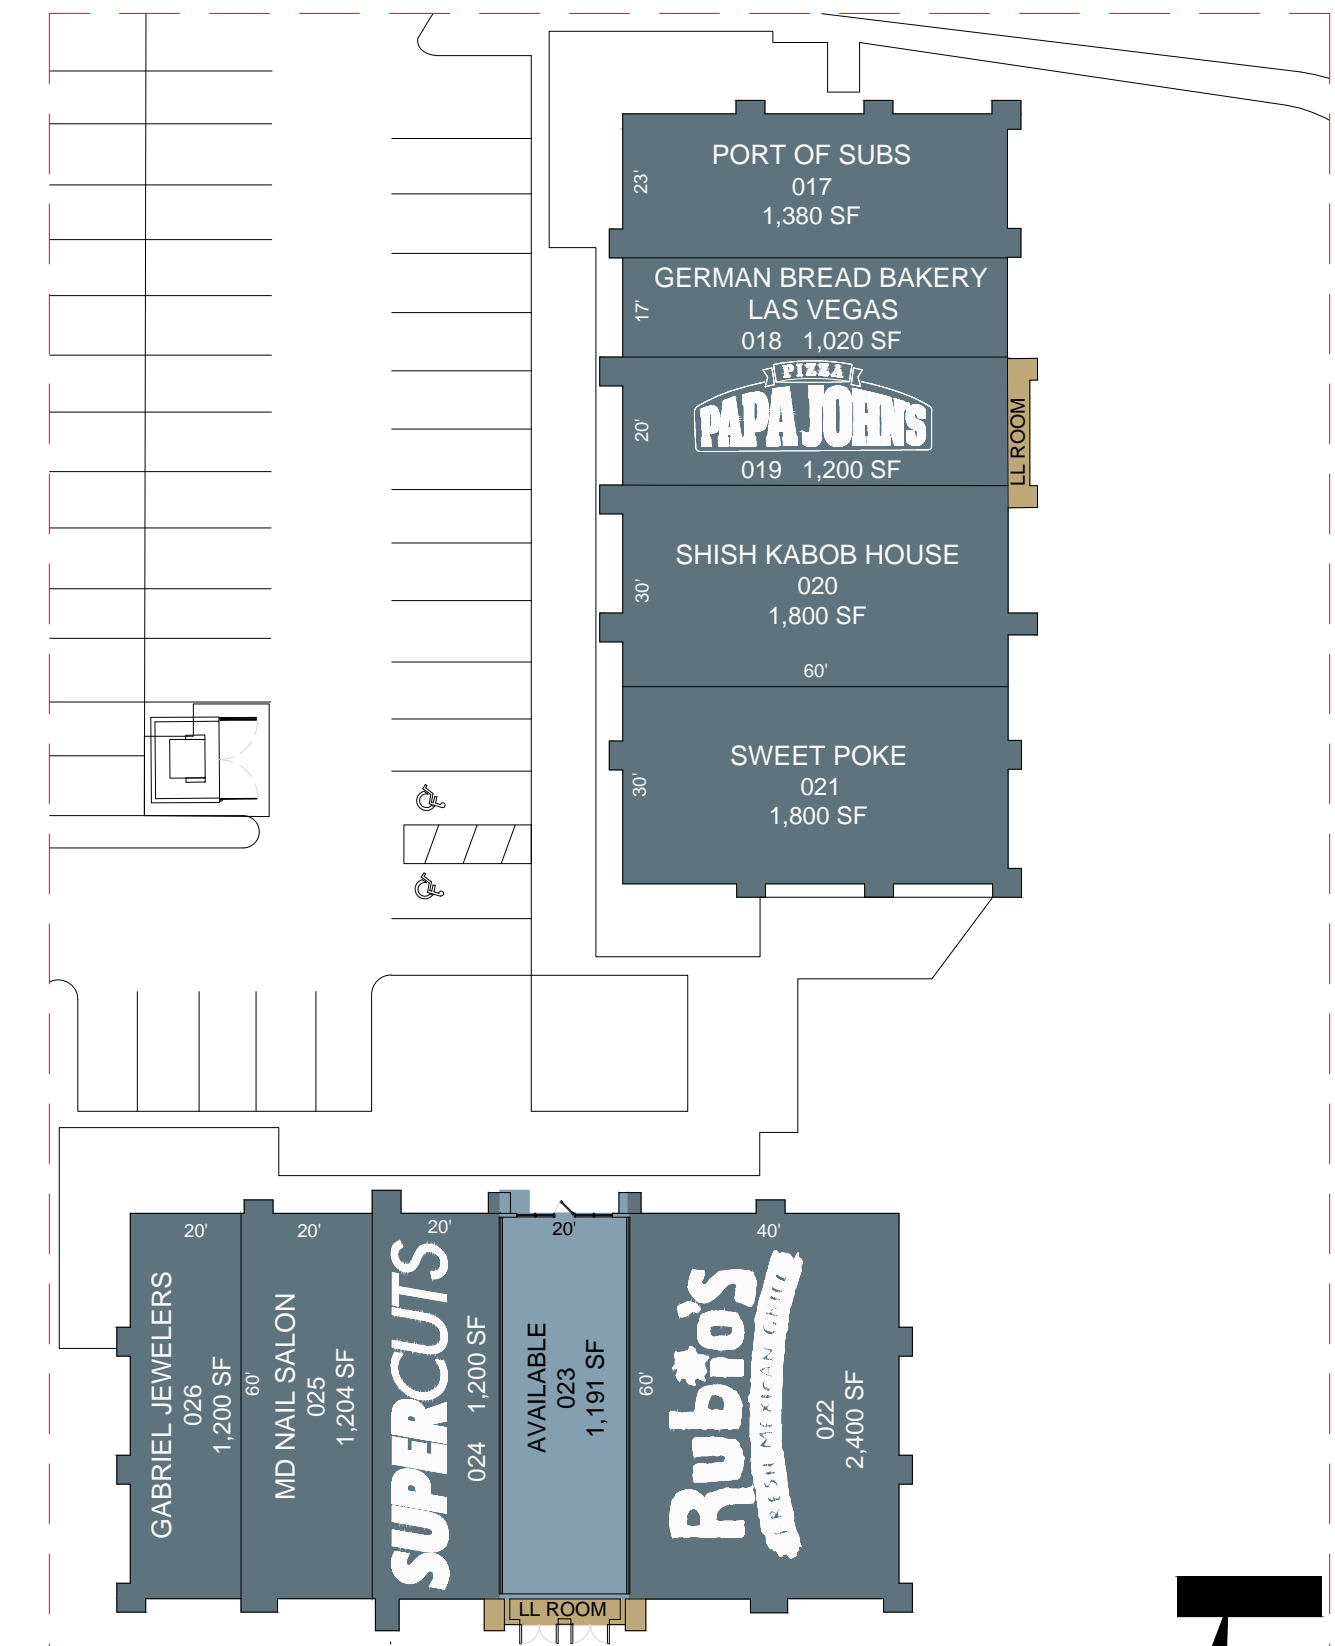 PORT OF SUBS
017
1,380 SF
23'
GERMAN BREAD BAKERY
LAS VEGAS
018 1,020 SF
17'
PIZZA
PAPA JOHNS
019 1,200 SF
20'
LL ROOM
SHISH KABOB HOUSE
020
1,800 SF
30'
60'
SWEET POKE
021
1,800 SF
30'
20'
GABRIEL JEWELERS
026
1,200 SF
60'
20'
MD NAIL SALON
025
1,204 SF
20'
SUPERCUTS
024 1,200 SF
20'
AVAILABLE
023
1,191 SF
60'
40'
Rubio's
FRESH MEXICAN GRILL
022
2,400 SF
LL ROOM